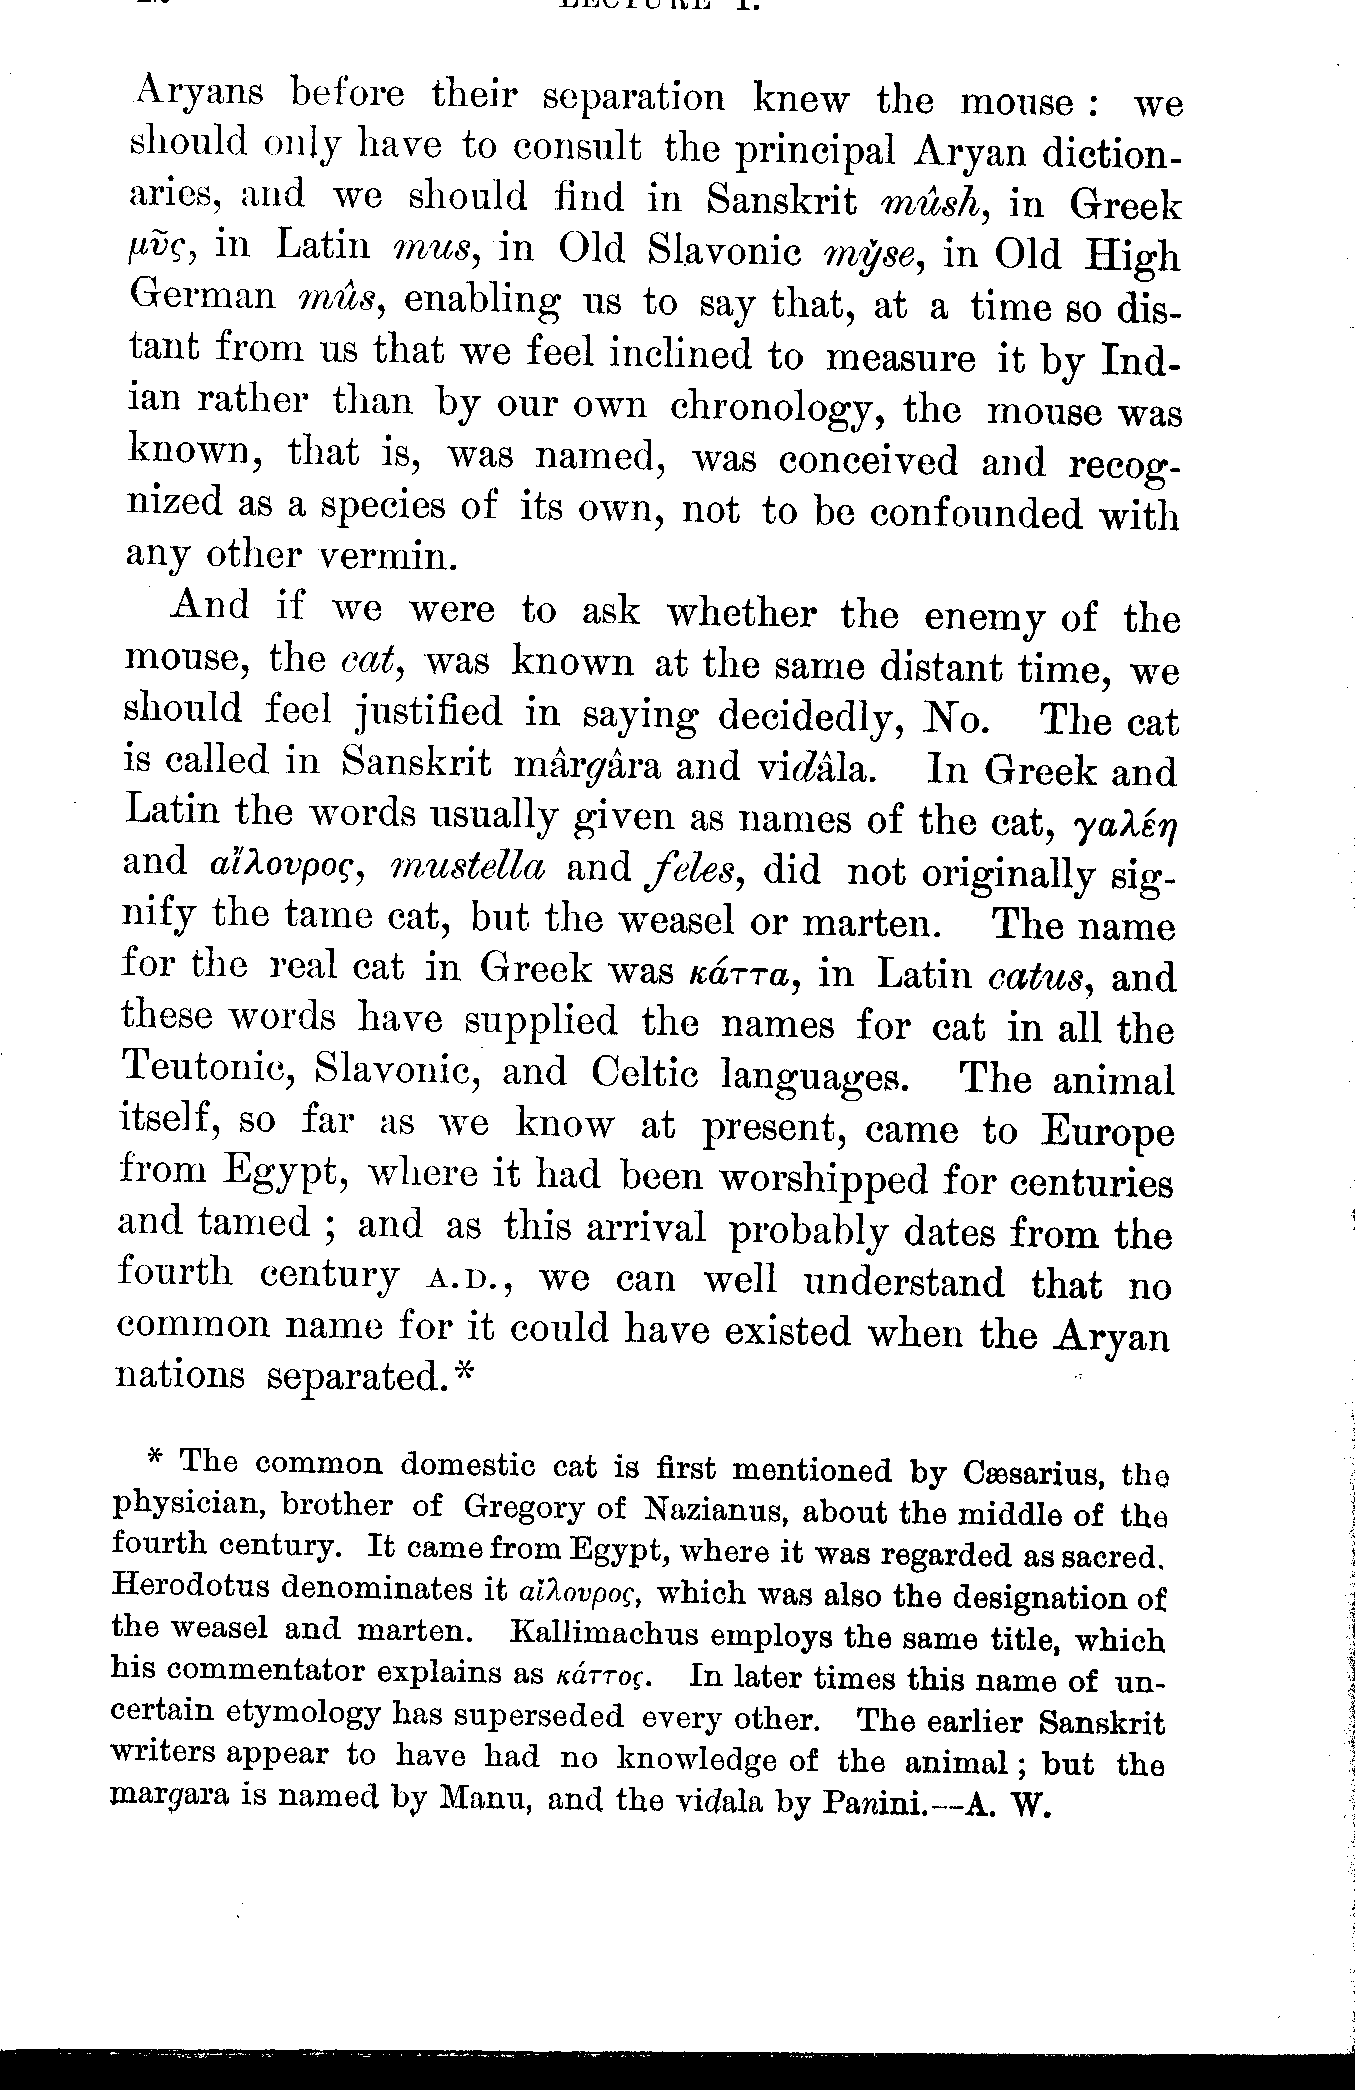 LECTURE I.
Aryans before their separation knew the mouse : we
should only have to consult the principal Aryan diction-
aries, and we should find in Sanskrit mûsh, in Greek
μῦς, in Latin mus, in Old Slavonic mŷse, in Old High
German mûs, enabling us to say that, at a time so dis-
tant from us that we feel inclined to measure it by Ind-
ian rather than by our own chronology, the mouse was
known, that is, was named, was conceived and recog-
nized as a species of its own, not to be confounded with
any other vermin.
And if we were to ask whether the enemy of the
mouse, the cat, was known at the same distant time, we
should feel justified in saying decidedly, No. The cat
is called in Sanskrit mârgâra and vidâla. In Greek and
Latin the words usually given as names of the cat, γαλέη
and αἴλουρος, mustella and feles, did not originally sig-
nify the tame cat, but the weasel or marten. The name
for the real cat in Greek was κάττα, in Latin catus, and
these words have supplied the names for cat in all the
Teutonic, Slavonic, and Celtic languages. The animal
itself, so far as we know at present, came to Europe
from Egypt, where it had been worshipped for centuries
and tamed ; and as this arrival probably dates from the
fourth century A.D., we can well understand that no
common name for it could have existed when the Aryan
nations separated.*
* The common domestic cat is first mentioned by Cæsarius, the
physician, brother of Gregory of Nazianus, about the middle of the
fourth century. It came from Egypt, where it was regarded as sacred.
Herodotus denominates it αἴλουρος, which was also the designation of
the weasel and marten. Kallimachus employs the same title, which
his commentator explains as κάττος. In later times this name of un-
certain etymology has superseded every other. The earlier Sanskrit
writers appear to have had no knowledge of the animal ; but the
margara is named by Manu, and the vidala by Panini.—A. W.